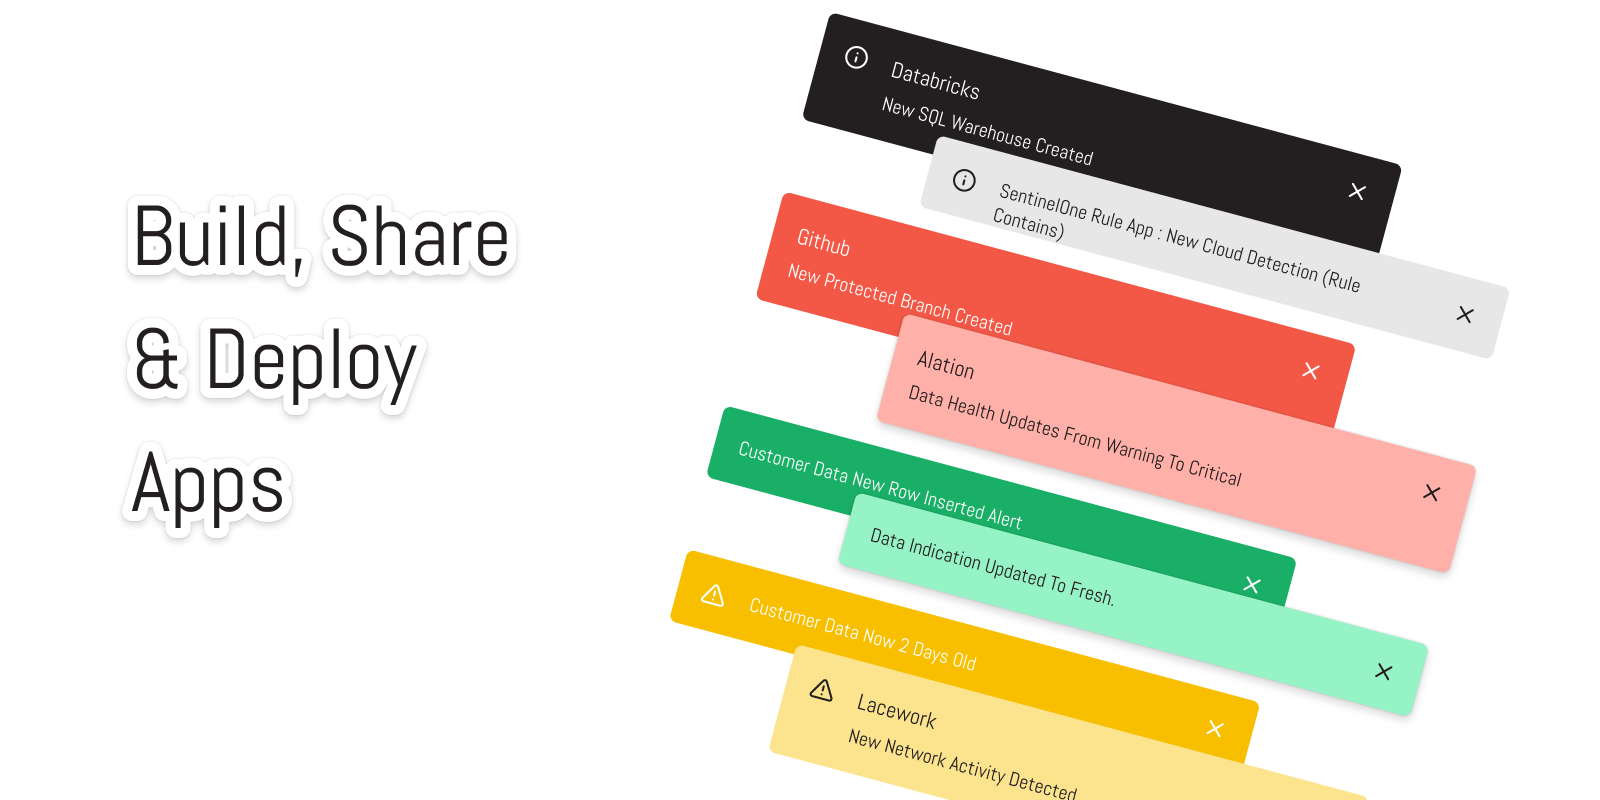 Build, Share
& Deploy
Apps
Databricks
New SQL Warehouse Created
SentinelOne Rule App : New Cloud Detection (Rule
Contains)
Github
New Protected Branch Created
Alation
Data Health Updates From Warning To Critical
Customer Data New Row Inserted Alert
Data Indication Updated To Fresh.
Customer Data Now 2 Days Old
Lacework
New Network Activity Detected